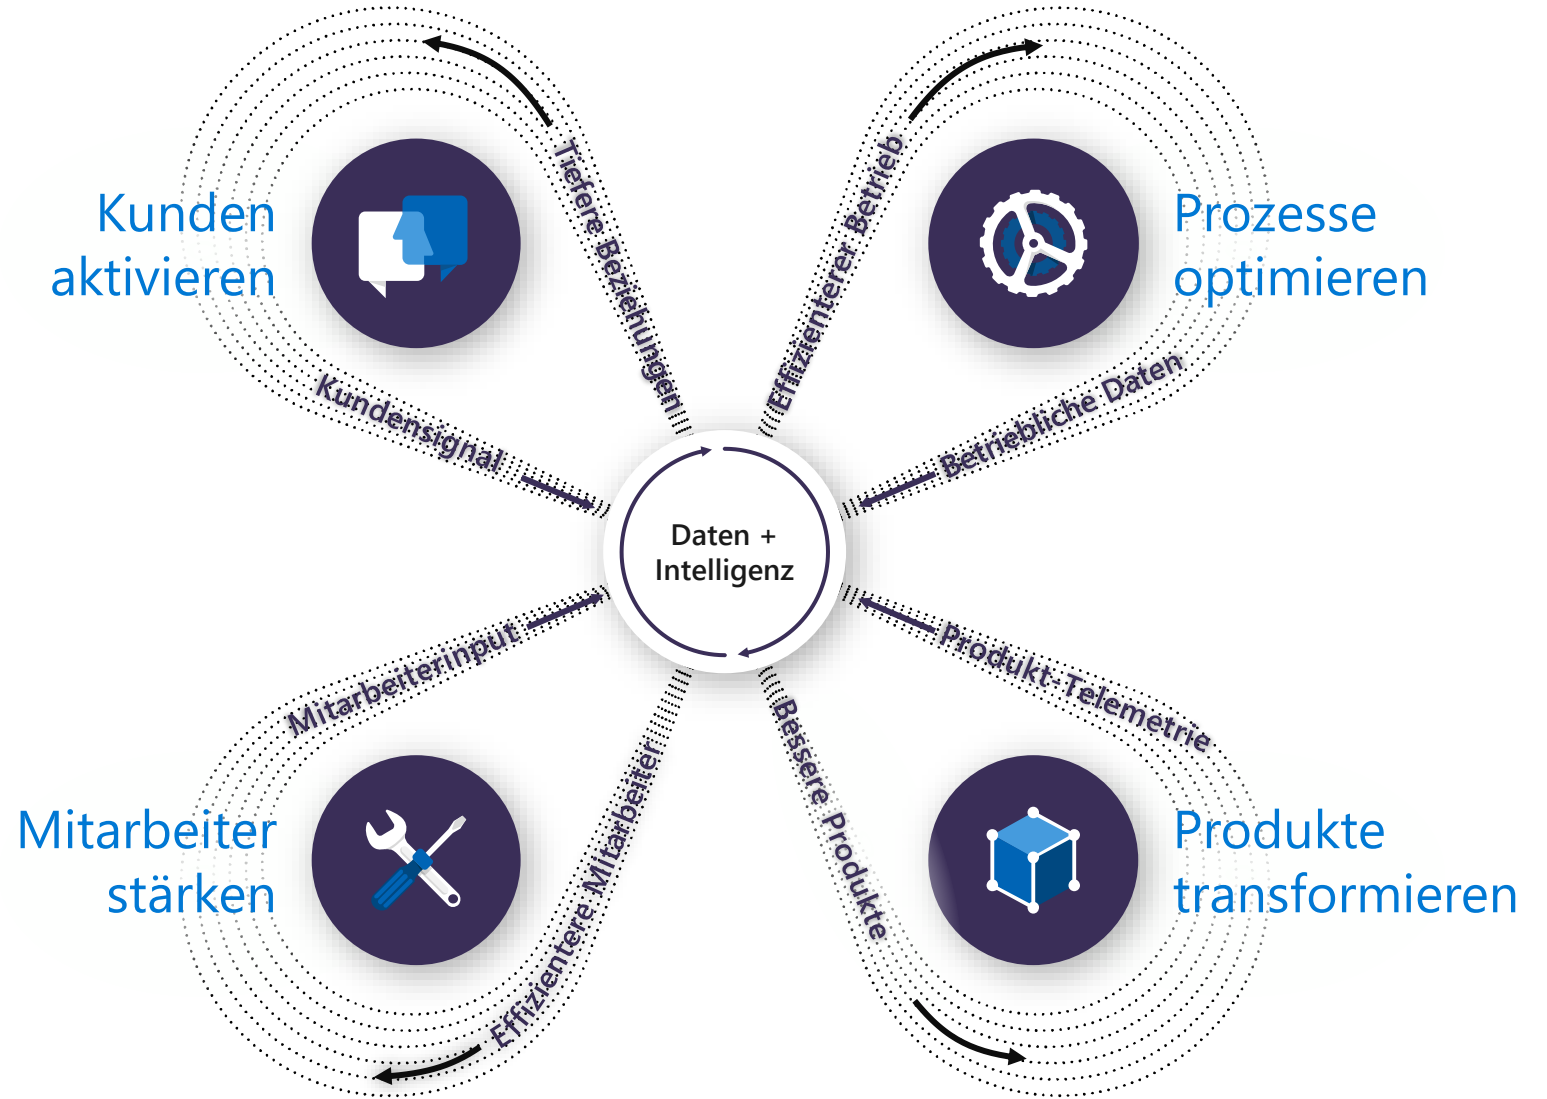 Kunden
aktivieren
Tiefere Beziehungen
Kundensignal
Effizienterer Betrieb
Betriebliche Daten
Prozesse
optimieren
Daten +
Intelligenz
Mitarbeiterinput
Effizientere Mitarbeiter
Mitarbeiter
stärken
Bessere Produkte
Produkt-Telemetrie
Produkte
transformieren